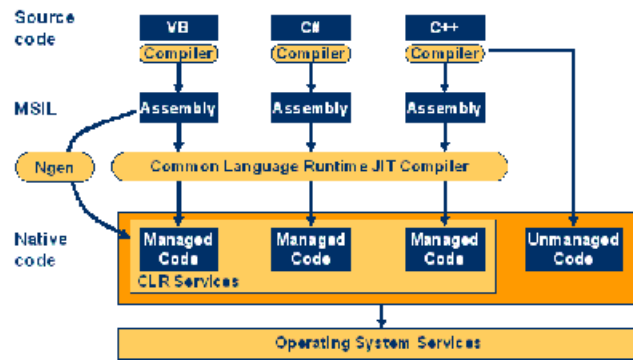 Source
code
VB
C#
C++
Compiler
Compiler
Compiler
MSIL
Assembly
Assembly
Assembly
Ngen
Common Language Runtime JIT Compiler
Native
code
Managed
Code
Managed
Code
Managed
Code
Unmanaged
Code
CLR Services
Operating System Services